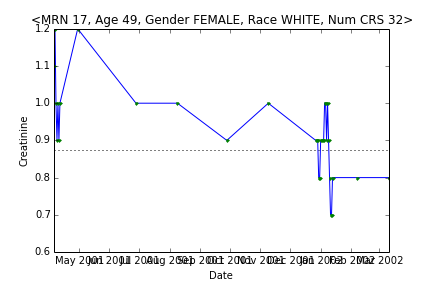 <MRN 17, Age 49, Gender FEMALE, Race WHITE, Num CRS 32>
1.2
1.1
1.0
0.9
0.8
0.7
0.6
Creatinine
May 2001 Jun 2001 Jul 2001 Aug 2001 Sep 2001 Oct 2001 Nov 2001 Dec 2001 Jan 2002 Feb 2002 Mar 2002
Date